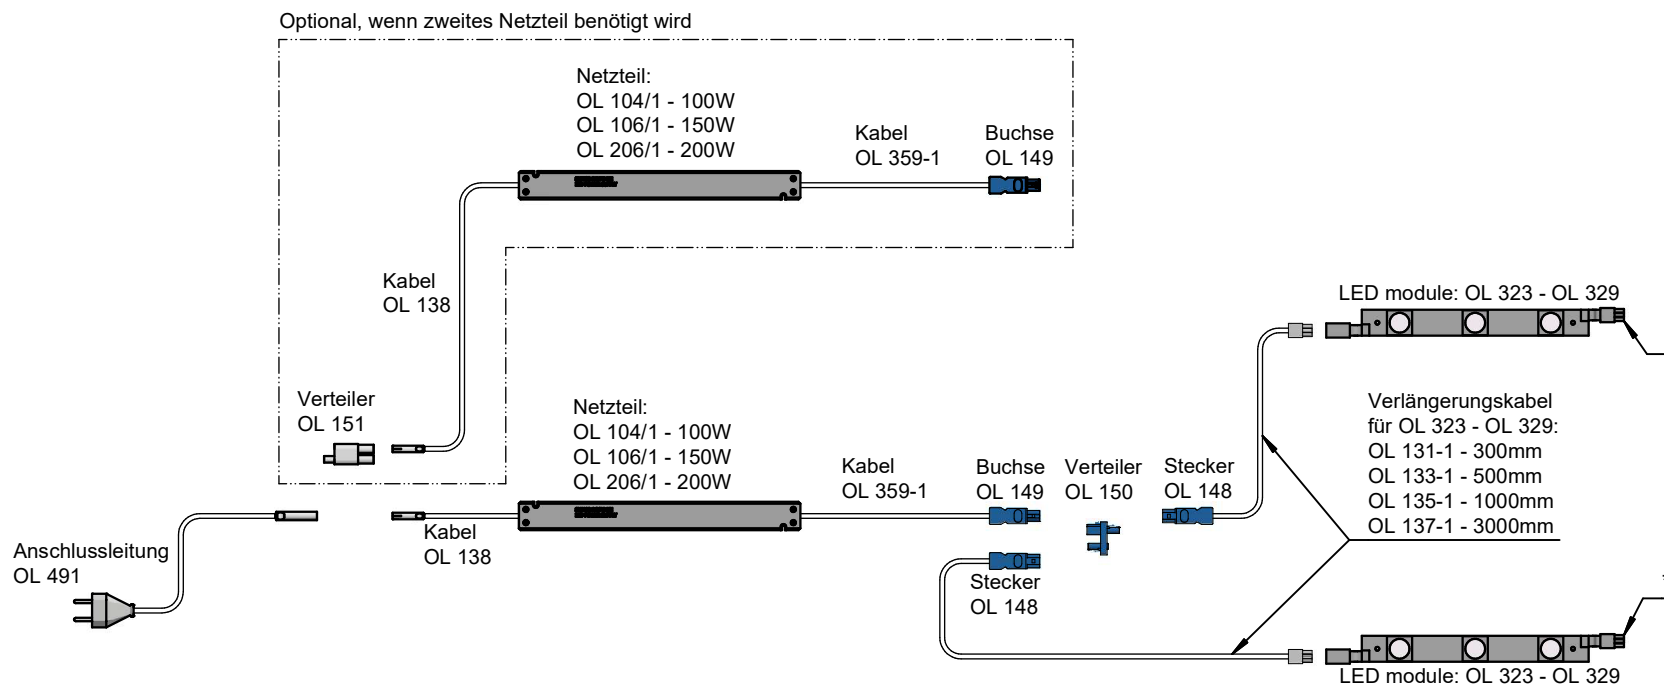 Optional, wenn zweites Netzteil benötigt wird
Netzteil:
OL 104/1 - 100W
OL 106/1 - 150W
OL 206/1 - 200W
Kabel
OL 359-1
Buchse
OL 149
Kabel
OL 138
LED module: OL 323 - OL 329
Verteiler
OL 151
Netzteil:
OL 104/1 - 100W
OL 106/1 - 150W
OL 206/1 - 200W
Kabel
OL 359-1
Buchse
OL 149
Verteiler
OL 150
Stecker
OL 148
Verlängerungskabel
für OL 323 - OL 329:
OL 131-1 - 300mm
OL 133-1 - 500mm
OL 135-1 - 1000mm
OL 137-1 - 3000mm
Anschlussleitung
OL 491
Kabel
OL 138
Stecker
OL 148
LED module: OL 323 - OL 329